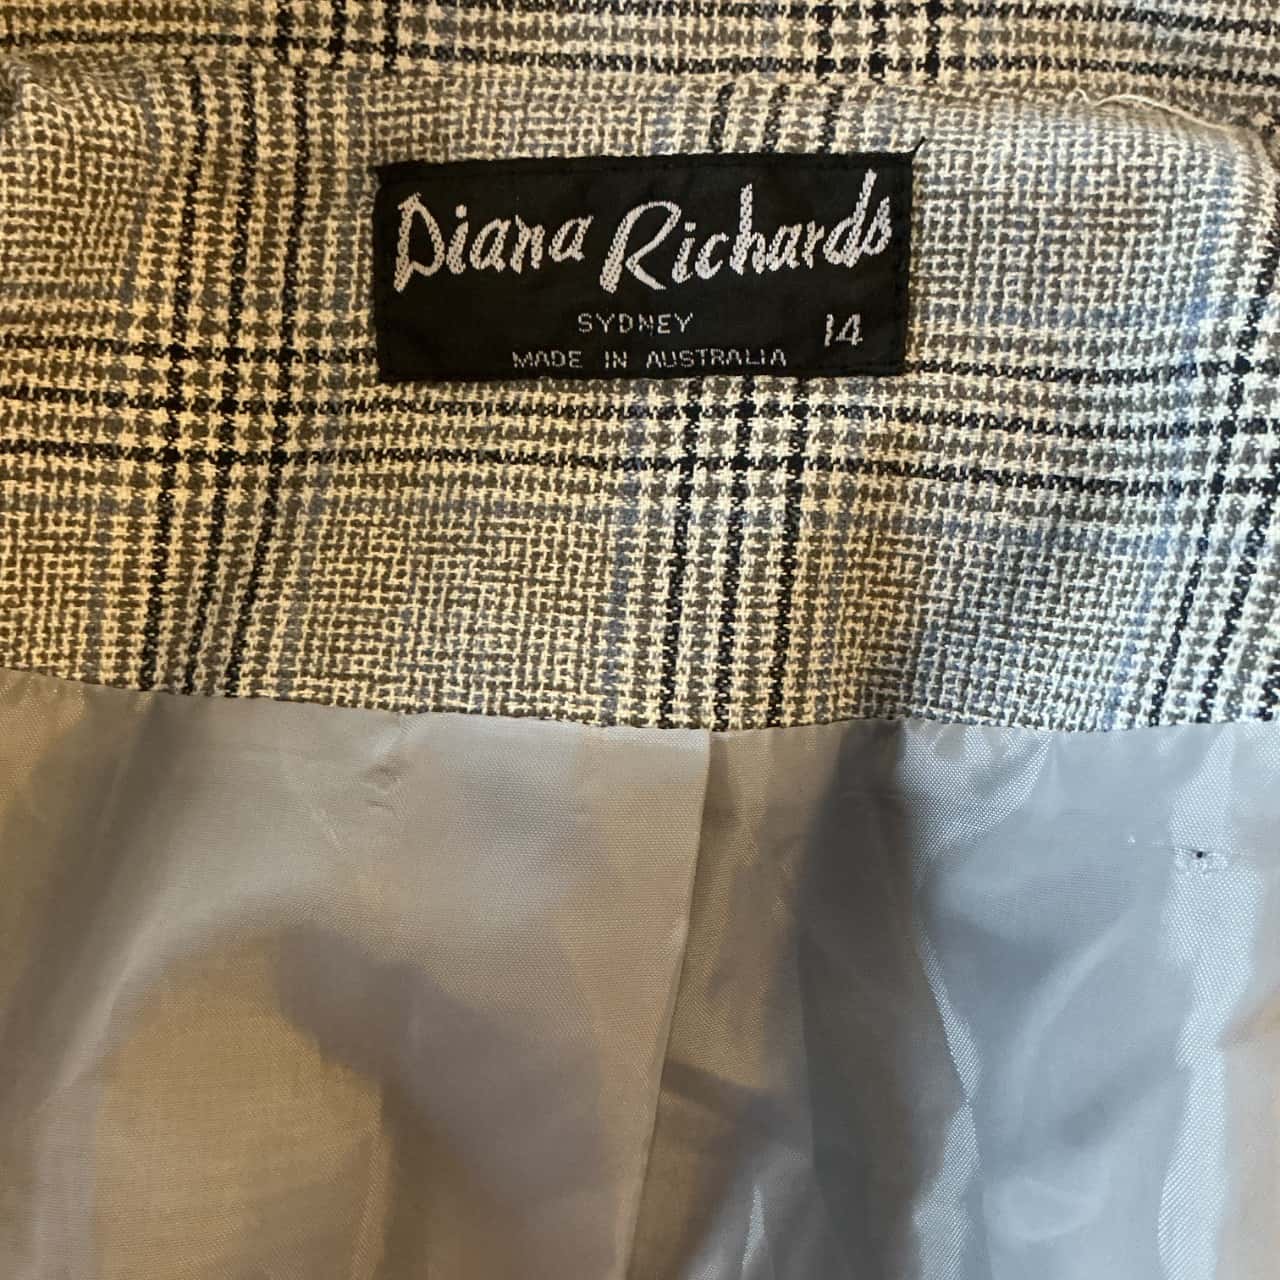 Diana Richards
SYDNEY 14
MADE IN AUSTRALIA